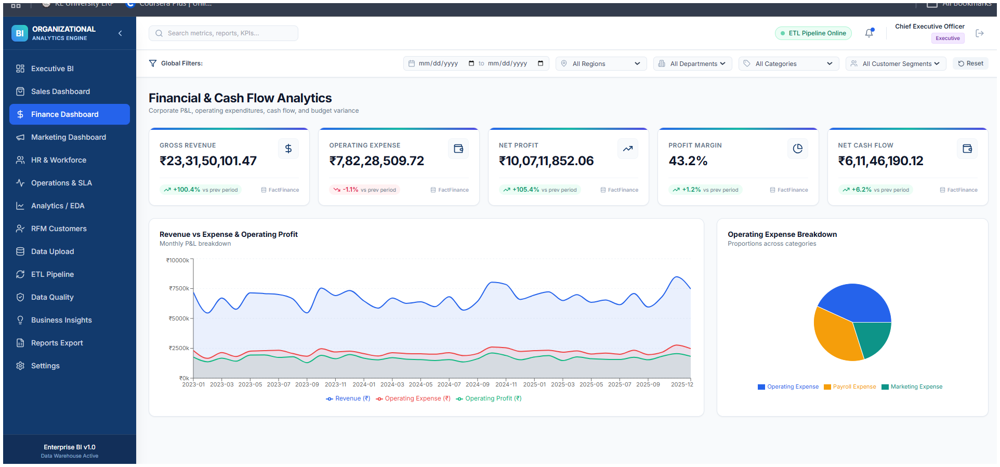 KL University ERP
Coursera Plus | Onli...
All Bookmarks
BI
ORGANIZATIONAL
ANALYTICS ENGINE
Search metrics, reports, KPIs...
ETL Pipeline Online
Chief Executive Officer
Executive
Global Filters:
mm/dd/yyyy to mm/dd/yyyy
All Regions
All Departments
All Categories
All Customer Segments
Reset
Executive BI
Sales Dashboard
Finance Dashboard
Marketing Dashboard
HR & Workforce
Operations & SLA
Analytics / EDA
RFM Customers
Data Upload
ETL Pipeline
Data Quality
Business Insights
Reports Export
Settings
Enterprise BI v1.0
Data Warehouse Active
Financial & Cash Flow Analytics
Corporate P&L, operating expenditures, cash flow, and budget variance
GROSS REVENUE
₹23,31,50,101.47
+100.4% vs prev period
FactFinance
OPERATING EXPENSE
₹7,82,28,509.72
-1.1% vs prev period
FactFinance
NET PROFIT
₹10,07,11,852.06
+105.4% vs prev period
FactFinance
PROFIT MARGIN
43.2%
+1.2% vs prev period
FactFinance
NET CASH FLOW
₹6,11,46,190.12
+6.2% vs prev period
FactFinance
Revenue vs Expense & Operating Profit
Monthly P&L breakdown
₹10000k
₹7500k
₹5000k
₹2500k
₹0k
2023-01 2023-03 2023-05 2023-07 2023-09 2023-11 2024-01 2024-03 2024-05 2024-07 2024-09 2024-11 2025-01 2025-03 2025-05 2025-07 2025-09 2025-12
Revenue (₹) Operating Expense (₹) Operating Profit (₹)
Operating Expense Breakdown
Proportions across categories
Operating Expense Payroll Expense Marketing Expense